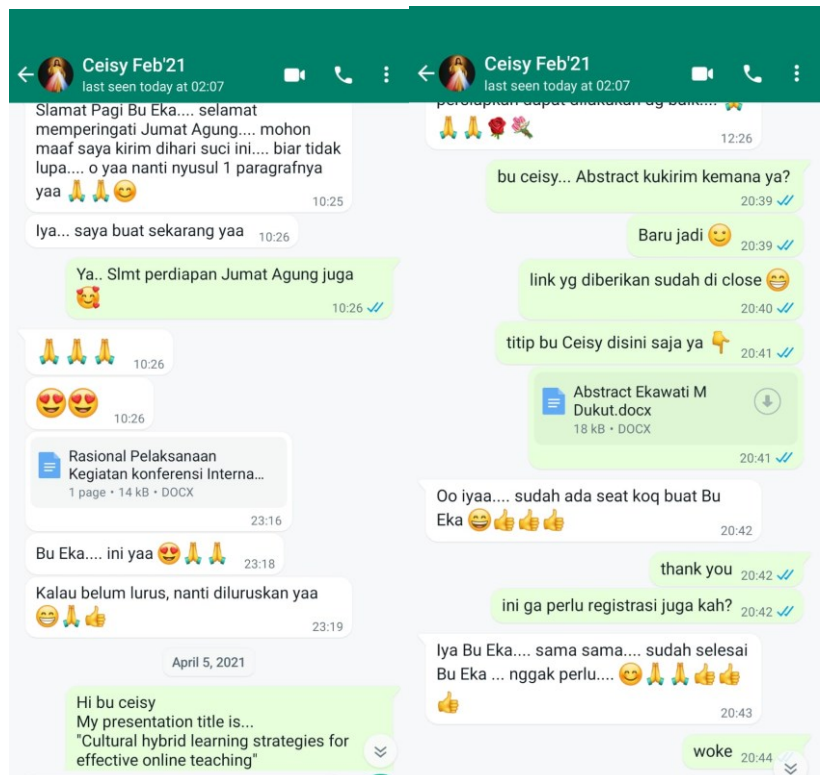 Ceisy Feb'21
last seen today at 02:07
Slamat Pagi Bu Eka.... selamat
memperingati Jumat Agung.... mohon
maaf saya kirim dihari suci ini.... biar tidak
lupa.... o yaa nanti nyusul 1 paragrafnya
yaa 🙏 🙏 😊
10:25
Iya... saya buat sekarang yaa 10:26
Ya.. Slmt perdiapan Jumat Agung juga
🥰
10:26
🙏 🙏 🙏 10:26
😍😍 10:26
Rasional Pelaksanaan
Kegiatan konferensi Interna...
1 page • 14 kB • DOCX
23:16
Bu Eka.... ini yaa 😍🙏 🙏 23:18
Kalau belum lurus, nanti diluruskan yaa
😁🙏👍
23:19
April 5, 2021
Hi bu ceisy
My presentation title is...
"Cultural hybrid learning strategies for
effective online teaching"
Ceisy Feb'21
last seen today at 02:07
🙏 🙏 🌹 💐
12:26
bu ceisy... Abstract kukirim kemana ya?
20:39
Baru jadi 🙂 20:39
link yg diberikan sudah di close 😁
20:40
titip bu Ceisy disini saja ya 👇 20:41
Abstract Ekawati M
Dukut.docx
18 kB • DOCX
20:41
Oo iyaa.... sudah ada seat koq buat Bu
Eka 😄👍👍👍
20:42
thank you 20:42
ini ga perlu registrasi juga kah? 20:42
Iya Bu Eka.... sama sama.... sudah selesai
Bu Eka ... nggak perlu.... 😊🙏 🙏 👍👍
👍
20:43
woke 20:44